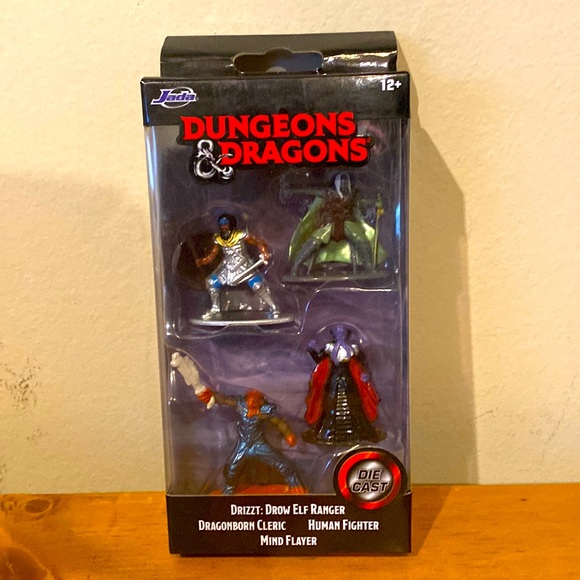 Jada
12+
DUNGEONS
& DRAGONS
DIE
CAST
DRIZZT: DROW ELF RANGER
DRAGONBORN CLERIC HUMAN FIGHTER
MIND FLAYER